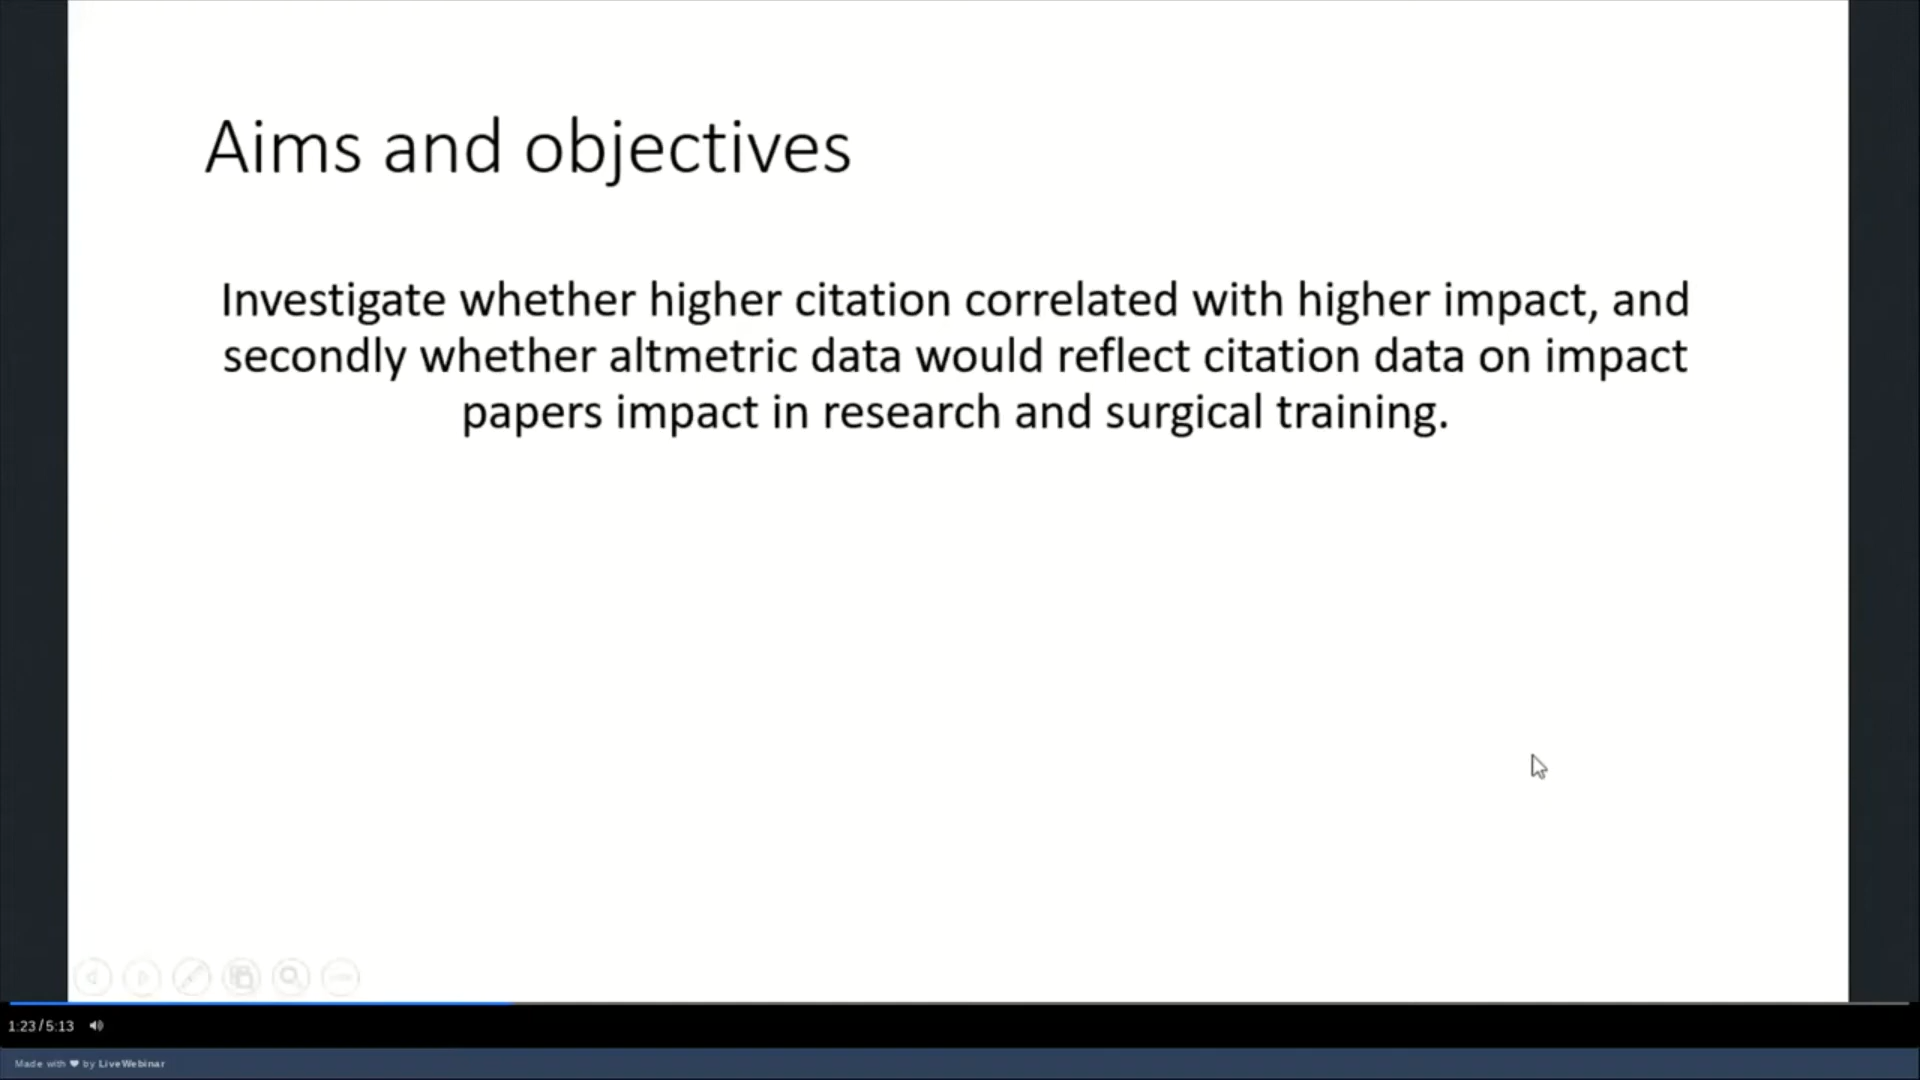 Aims and objectives
Investigate whether higher citation correlated with higher impact, and
secondly whether altmetric data would reflect citation data on impact
papers impact in research and surgical training.
1:23/5:13
Made with ❤ by LiveWebinar